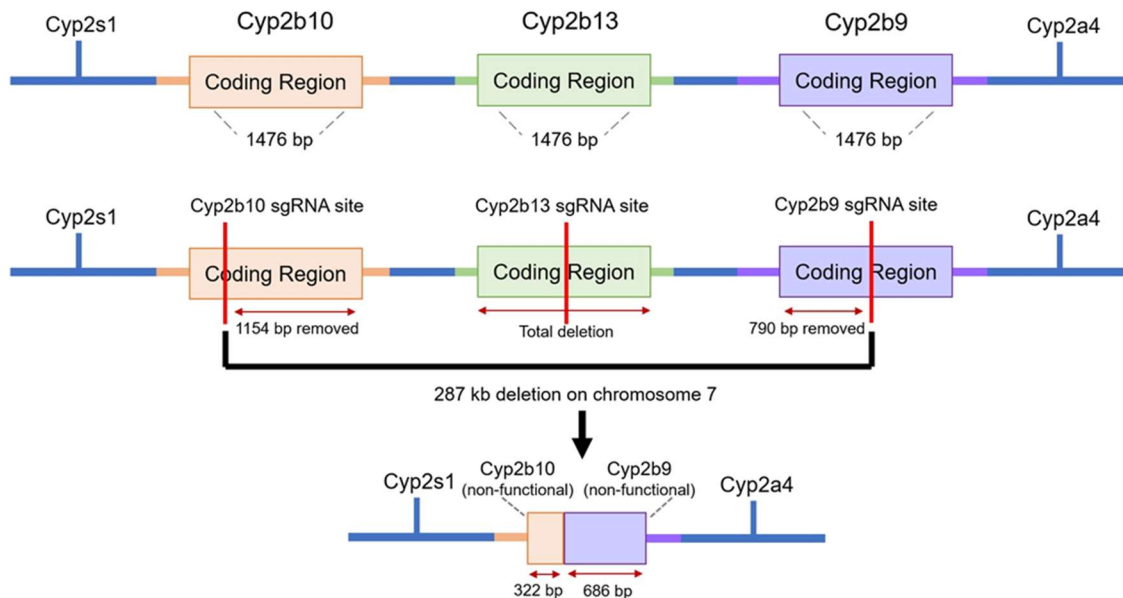 Cyp2s1
Cyp2b10
Cyp2b13
Cyp2b9
Cyp2a4
Coding Region
Coding Region
Coding Region
1476 bp
1476 bp
1476 bp
Cyp2s1
Cyp2b10 sgRNA site
Cyp2b13 sgRNA site
Cyp2b9 sgRNA site
Cyp2a4
Coding Region
Coding Region
Coding Region
1154 bp removed
Total deletion
790 bp removed
287 kb deletion on chromosome 7
Cyp2s1
Cyp2b10
(non-functional)
Cyp2b9
(non-functional)
Cyp2a4
322 bp
686 bp